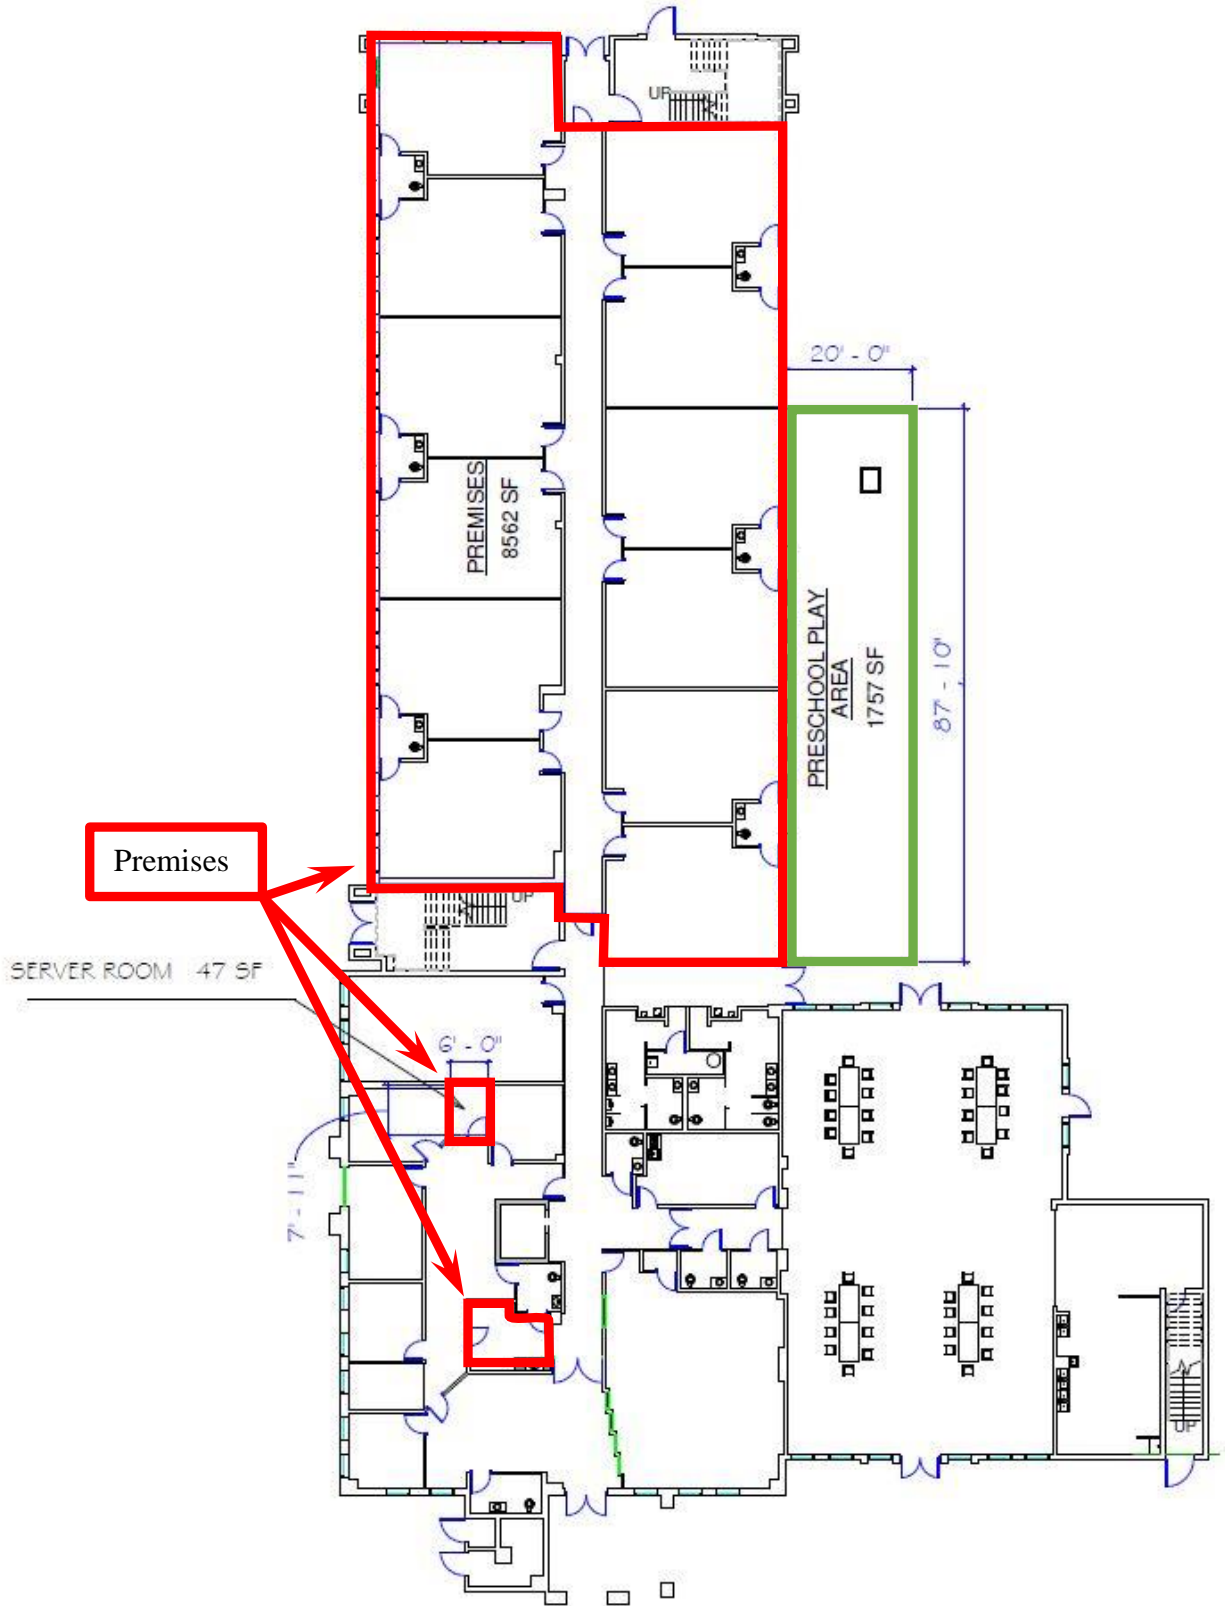 UP
20' - 0"
PREMISES
8562 SF
PRESCHOOL PLAY
AREA
1757 SF
87' - 10"
Premises
UP
SERVER ROOM 47 SF
6' - 0"
7' - 11"
UP